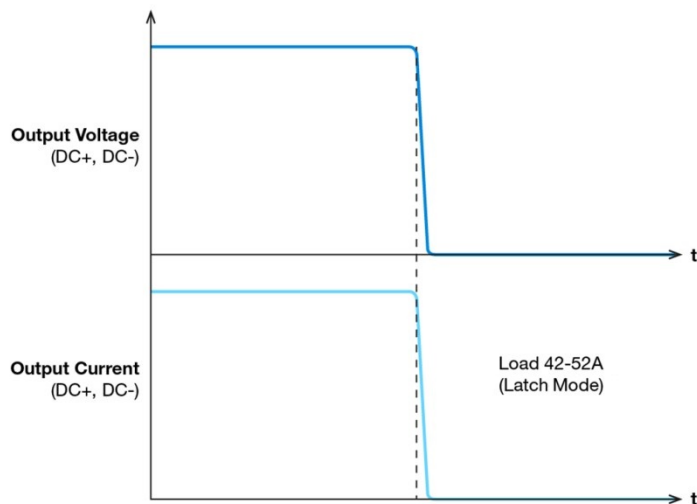 Output Voltage
(DC+, DC-)
t
Output Current
(DC+, DC-)
Load 42-52A
(Latch Mode)
t